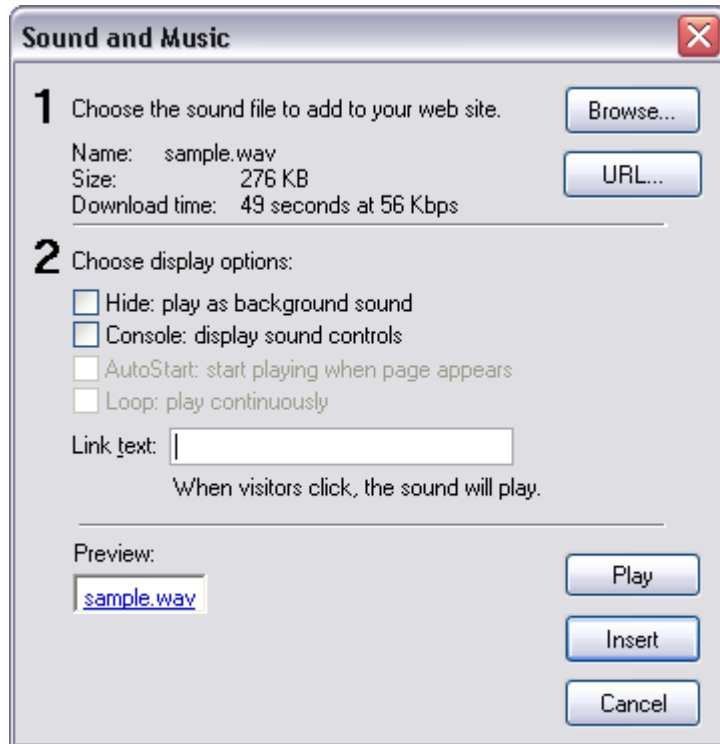 Sound and Music
1 Choose the sound file to add to your web site.
Browse...
Name: sample.wav
Size: 276 KB
Download time: 49 seconds at 56 Kbps
URL...
2 Choose display options:
Hide: play as background sound
Console: display sound controls
AutoStart: start playing when page appears
Loop: play continuously
Link text:
When visitors click, the sound will play.
Preview:
sample.wav
Play
Insert
Cancel